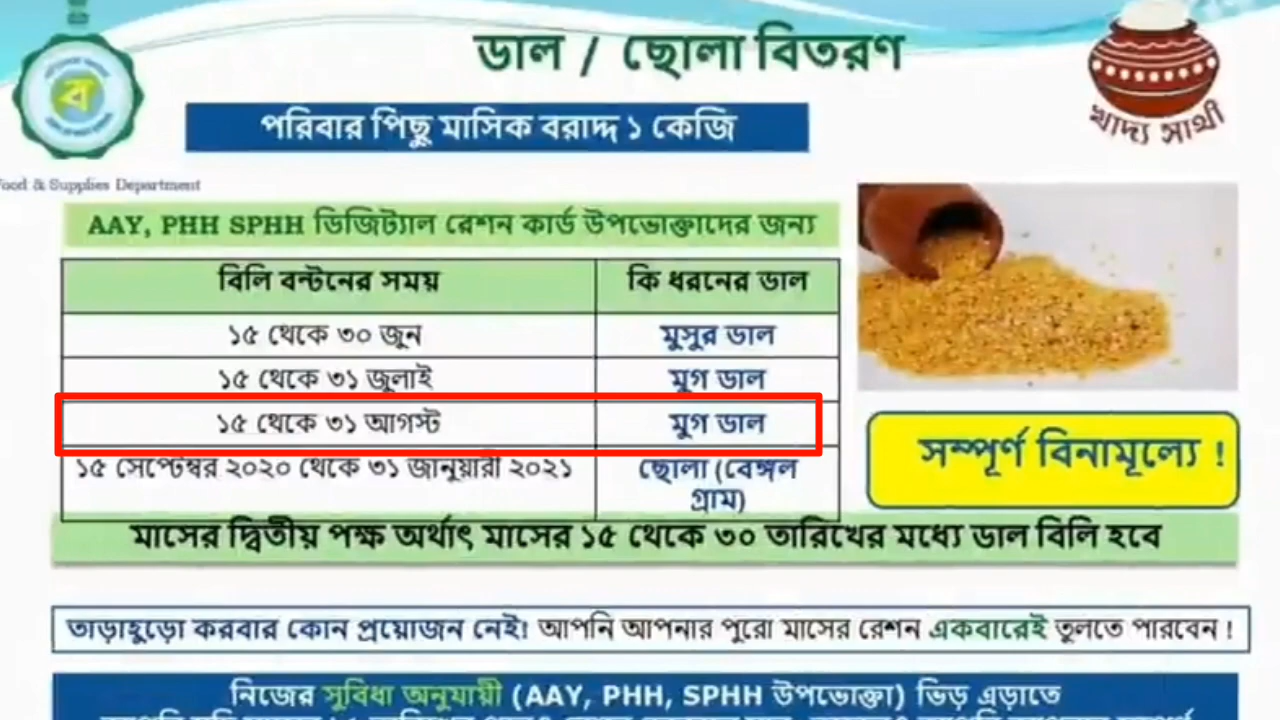 ডাল / ছোলা বিতরণ
পরিবার পিছু মাসিক বরাদ্দ ১ কেজি
খাদ্য সাথী
ব
Food & Supplies Department
AAY, PHH SPHH ডিজিট্যাল রেশন কার্ড উপভোক্তাদের জন্য
বিলি বন্টনের সময় কি ধরনের ডাল
১৫ থেকে ৩০ জুন মুসুর ডাল
১৫ থেকে ৩১ জুলাই মুগ ডাল
১৫ থেকে ৩১ আগস্ট মুগ ডাল
১৫ সেপ্টেম্বর ২০২০ থেকে ৩১ জানুয়ারী ২০২১ ছোলা (বেঙ্গল
গ্রাম)
সম্পূর্ণ বিনামূল্যে !
মাসের দ্বিতীয় পক্ষ অর্থাৎ মাসের ১৫ থেকে ৩০ তারিখের মধ্যে ডাল বিলি হবে
তাড়াহুড়ো করবার কোন প্রয়োজন নেই! আপনি আপনার পুরো মাসের রেশন একবারেই তুলতে পারবেন !
নিজের সুবিধা অনুযায়ী (AAY, PHH, SPHH উপভোক্তা) ভিড় এড়াতে